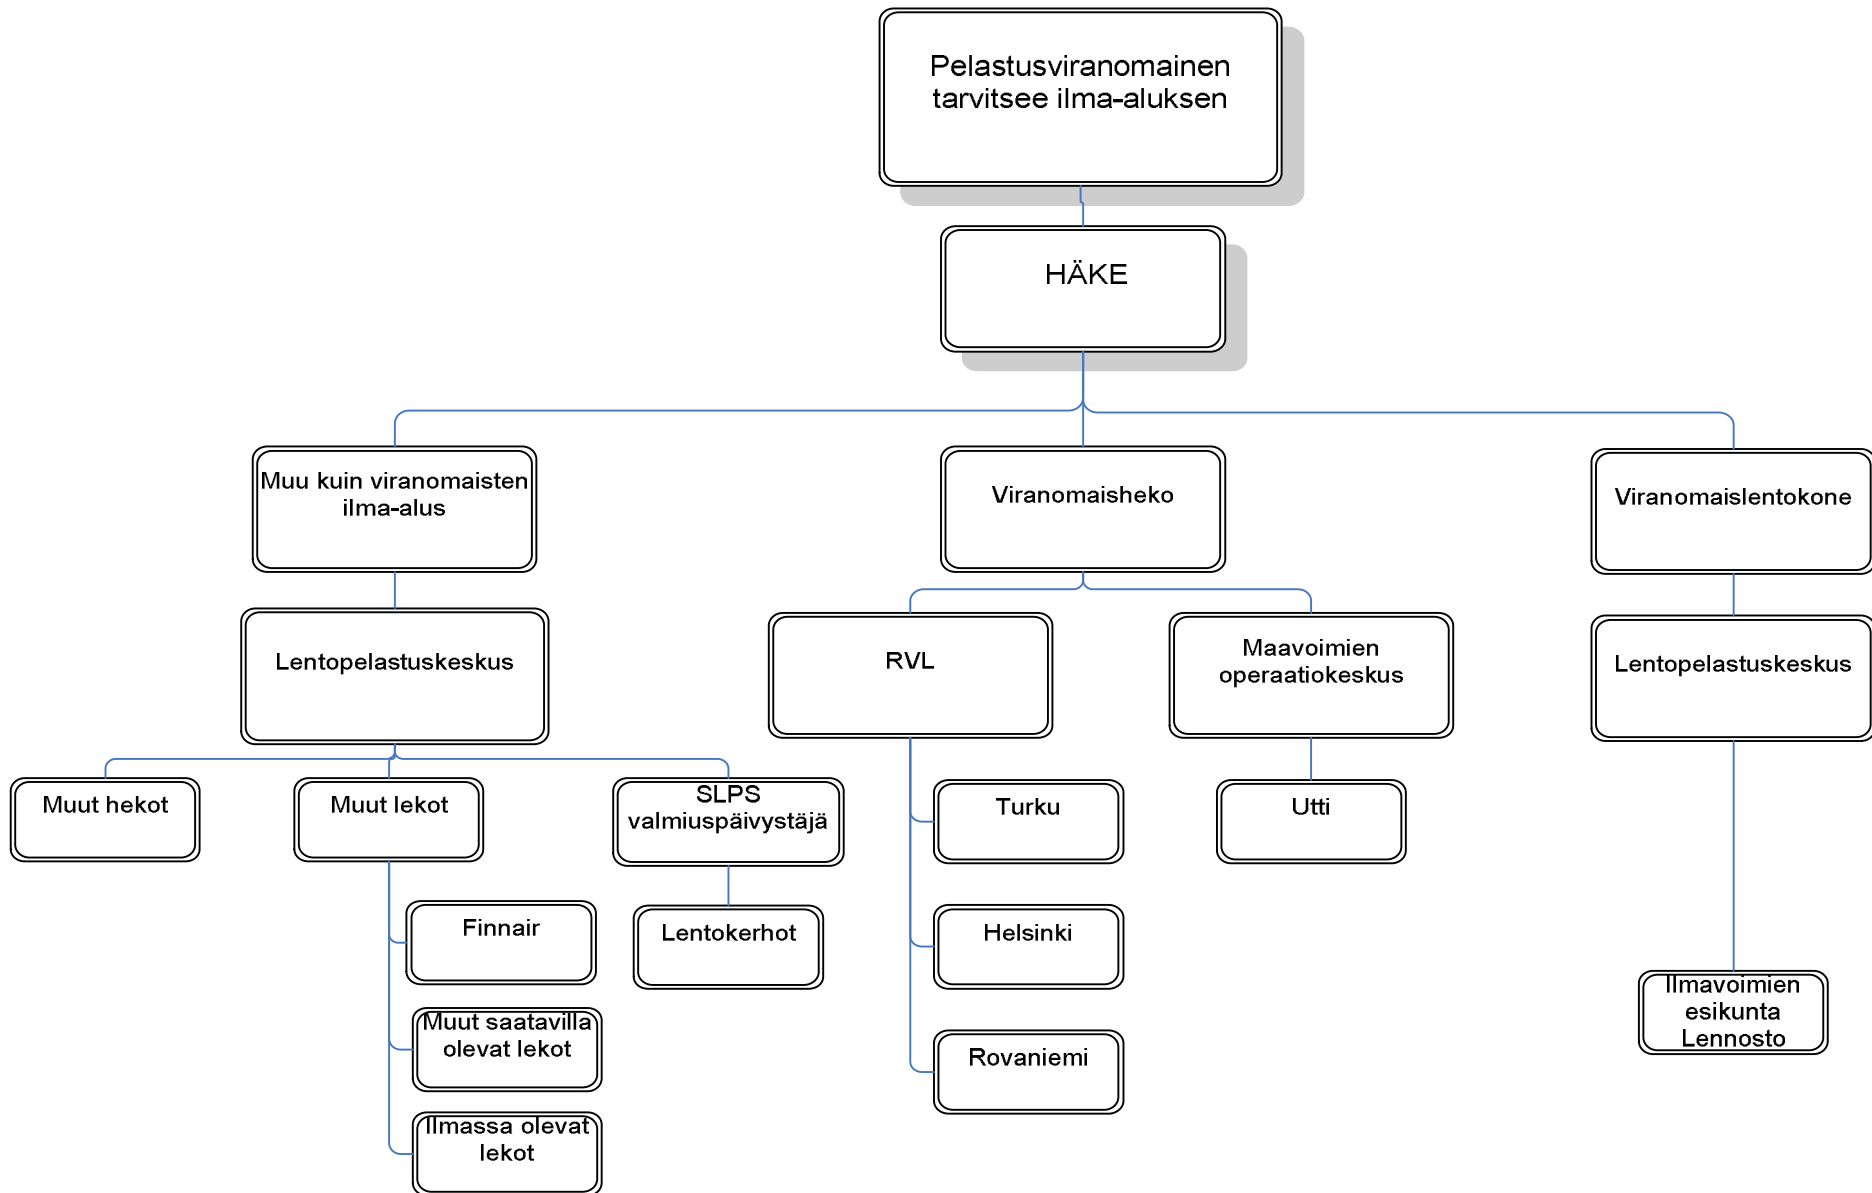 Pelastusviranomainen
tarvitsee ilma-aluksen
HÄKE
Muu kuin viranomaisten
ilma-alus
Viranomaisheko
Viranomaislentokone
Lentopelastuskeskus
RVL
Maavoimien
operaatiokeskus
Lentopelastuskeskus
Muut hekot
Muut lekot
SLPS
valmiuspäivystäjä
Turku
Utti
Finnair
Lentokerhot
Helsinki
Muut saatavilla
olevat lekot
Rovaniemi
Ilmavoimien
esikunta
Lennosto
Ilmassa olevat
lekot